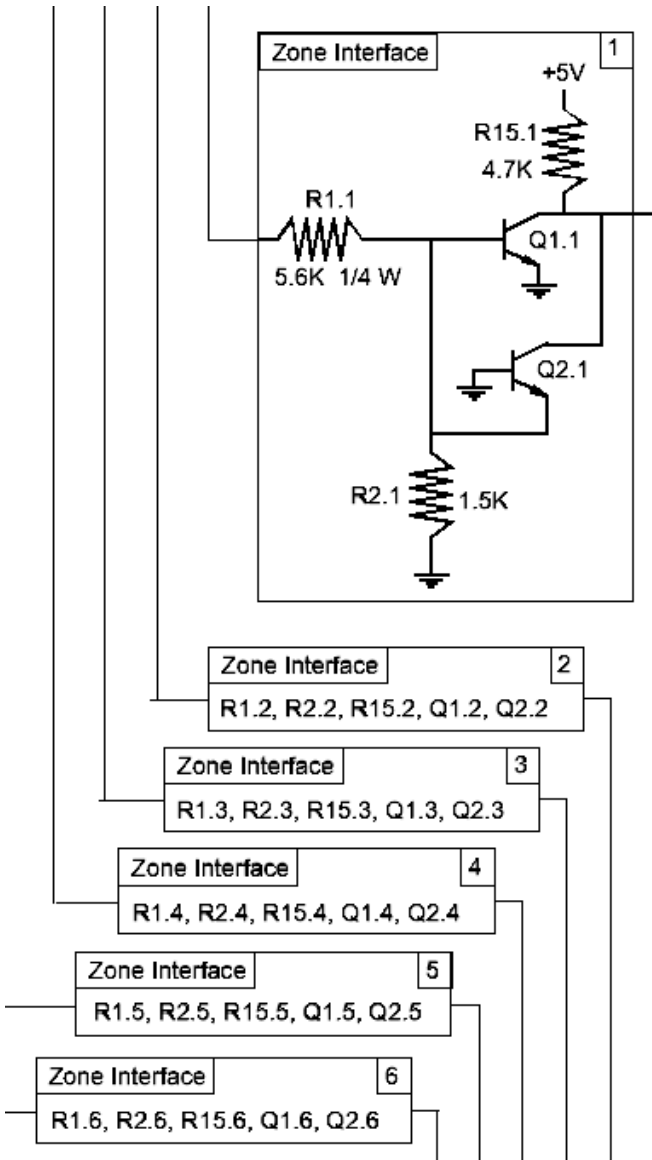 Zone Interface 1
+5V
R15.1
4.7K
R1.1
Q1.1
5.6K 1/4 W
Q2.1
R2.1 1.5K
Zone Interface 2
R1.2, R2.2, R15.2, Q1.2, Q2.2
Zone Interface 3
R1.3, R2.3, R15.3, Q1.3, Q2.3
Zone Interface 4
R1.4, R2.4, R15.4, Q1.4, Q2.4
Zone Interface 5
R1.5, R2.5, R15.5, Q1.5, Q2.5
Zone Interface 6
R1.6, R2.6, R15.6, Q1.6, Q2.6